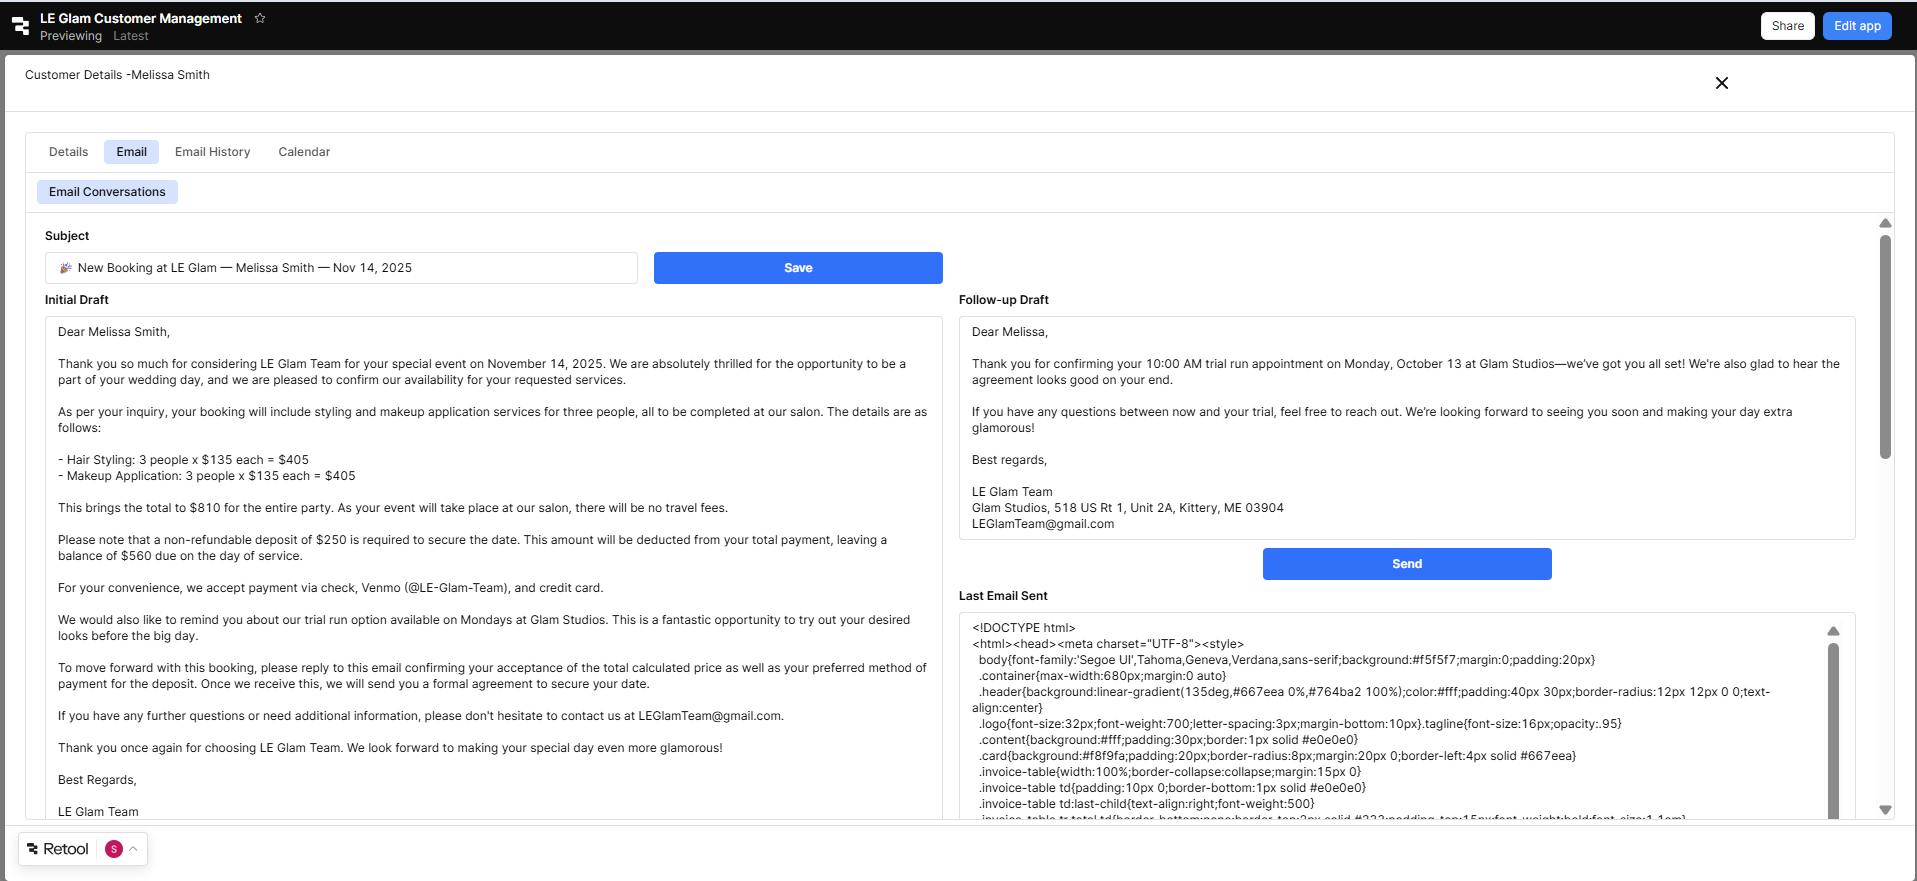 LE Glam Customer Management
Previewing Latest
Share
Edit app
Customer Details -Melissa Smith
Details
Email
Email History
Calendar
Email Conversations
Subject
🎉 New Booking at LE Glam — Melissa Smith — Nov 14, 2025
Save
Initial Draft
Dear Melissa Smith,
Thank you so much for considering LE Glam Team for your special event on November 14, 2025. We are absolutely thrilled for the opportunity to be a
part of your wedding day, and we are pleased to confirm our availability for your requested services.
As per your inquiry, your booking will include styling and makeup application services for three people, all to be completed at our salon. The details are as
follows:
- Hair Styling: 3 people x $135 each = $405
- Makeup Application: 3 people x $135 each = $405
This brings the total to $810 for the entire party. As your event will take place at our salon, there will be no travel fees.
Please note that a non-refundable deposit of $250 is required to secure the date. This amount will be deducted from your total payment, leaving a
balance of $560 due on the day of service.
For your convenience, we accept payment via check, Venmo (@LE-Glam-Team), and credit card.
We would also like to remind you about our trial run option available on Mondays at Glam Studios. This is a fantastic opportunity to try out your desired
looks before the big day.
To move forward with this booking, please reply to this email confirming your acceptance of the total calculated price as well as your preferred method of
payment for the deposit. Once we receive this, we will send you a formal agreement to secure your date.
If you have any further questions or need additional information, please don't hesitate to contact us at LEGlamTeam@gmail.com.
Thank you once again for choosing LE Glam Team. We look forward to making your special day even more glamorous!
Best Regards,
LE Glam Team
Follow-up Draft
Dear Melissa,
Thank you for confirming your 10:00 AM trial run appointment on Monday, October 13 at Glam Studios—we’ve got you all set! We're also glad to hear the
agreement looks good on your end.
If you have any questions between now and your trial, feel free to reach out. We’re looking forward to seeing you soon and making your day extra
glamorous!
Best regards,
LE Glam Team
Glam Studios, 518 US Rt 1, Unit 2A, Kittery, ME 03904
LEGlamTeam@gmail.com
Send
Last Email Sent
<!DOCTYPE html>
<html><head><meta charset="UTF-8"><style>
body{font-family:'Segoe UI',Tahoma,Geneva,Verdana,sans-serif;background:#f5f5f7;margin:0;padding:20px}
.container{max-width:680px;margin:0 auto}
.header{background:linear-gradient(135deg,#667eea 0%,#764ba2 100%);color:#fff;padding:40px 30px;border-radius:12px 12px 0 0;text-
align:center}
.logo{font-size:32px;font-weight:700;letter-spacing:3px;margin-bottom:10px}.tagline{font-size:16px;opacity:.95}
.content{background:#fff;padding:30px;border:1px solid #e0e0e0}
.card{background:#f8f9fa;padding:20px;border-radius:8px;margin:20px 0;border-left:4px solid #667eea}
.invoice-table{width:100%;border-collapse:collapse;margin:15px 0}
.invoice-table td{padding:10px 0;border-bottom:1px solid #e0e0e0}
.invoice-table td:last-child{text-align:right;font-weight:500}
Retool
S